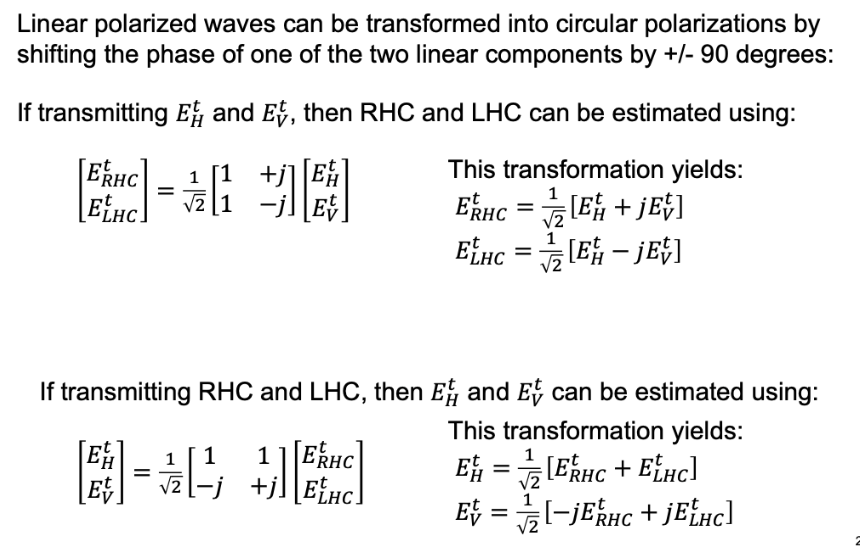 Linear polarized waves can be transformed into circular polarizations by
shifting the phase of one of the two linear components by +/- 90 degrees:
If transmitting $E_H^t$ and $E_V^t$, then RHC and LHC can be estimated using:
$\begin{bmatrix} E_{RHC}^t \\ E_{LHC}^t \end{bmatrix} = \frac{1}{\sqrt{2}} \begin{bmatrix} 1 & +j \\ 1 & -j \end{bmatrix} \begin{bmatrix} E_H^t \\ E_V^t \end{bmatrix}$
This transformation yields:
$E_{RHC}^t = \frac{1}{\sqrt{2}} [E_H^t + jE_V^t]$
$E_{LHC}^t = \frac{1}{\sqrt{2}} [E_H^t - jE_V^t]$
If transmitting RHC and LHC, then $E_H^t$ and $E_V^t$ can be estimated using:
$\begin{bmatrix} E_H^t \\ E_V^t \end{bmatrix} = \frac{1}{\sqrt{2}} \begin{bmatrix} 1 & 1 \\ -j & +j \end{bmatrix} \begin{bmatrix} E_{RHC}^t \\ E_{LHC}^t \end{bmatrix}$
This transformation yields:
$E_H^t = \frac{1}{\sqrt{2}} [E_{RHC}^t + E_{LHC}^t]$
$E_V^t = \frac{1}{\sqrt{2}} [-jE_{RHC}^t + jE_{LHC}^t]$